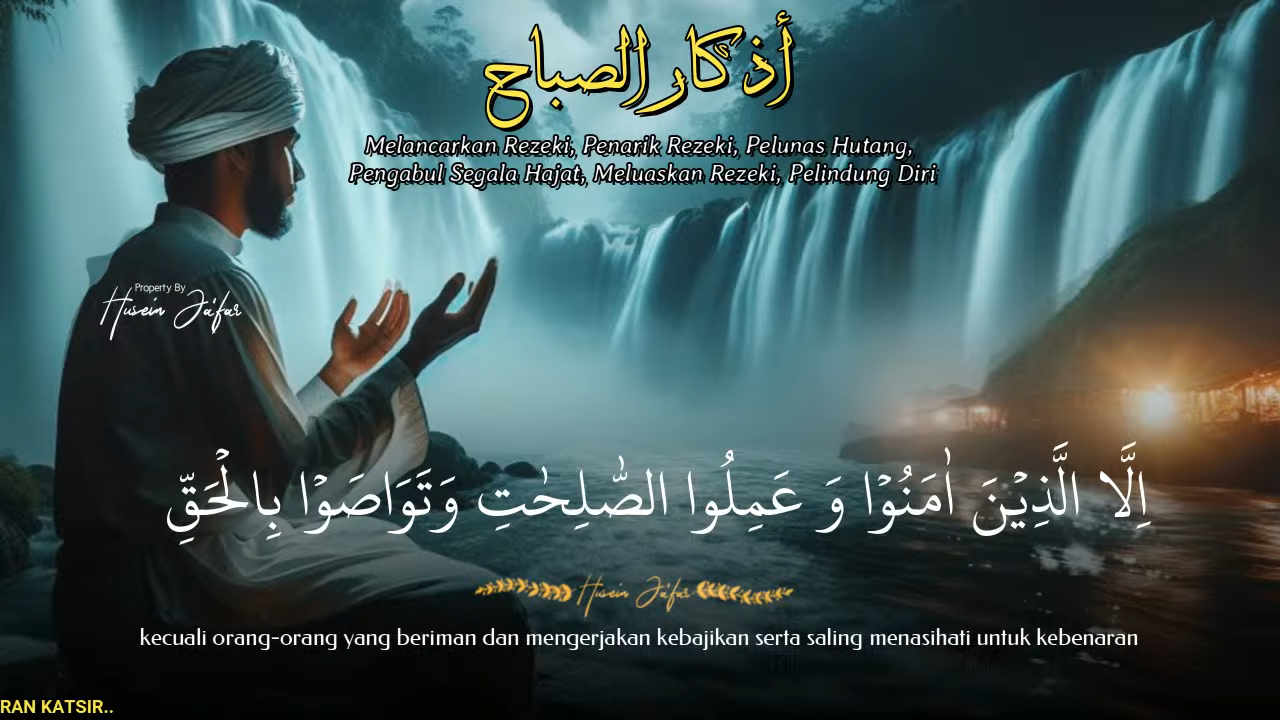 أذكار الصباح
Melancarkan Rezeki, Penarik Rezeki, Pelunas Hutang,
Pengabul Segala Hajat, Meluaskan Rezeki, Pelindung Diri
Property By
Husein Ja'far
اِلَّا الَّذِيْنَ اٰمَنُوْا وَ عَمِلُوا الصّٰلِحٰتِ وَتَوَاصَوْا بِالْحَقِّ
Husein Ja'far
kecuali orang-orang yang beriman dan mengerjakan kebajikan serta saling menasihati untuk kebenaran
RAN KATSIR..